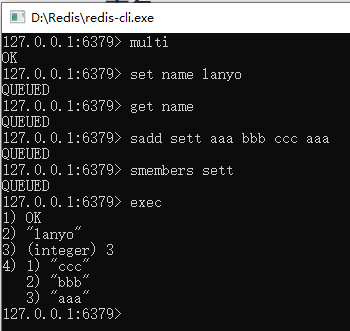 D:\Redis\redis-cli.exe
127.0.0.1:6379> multi
OK
127.0.0.1:6379> set name lanyo
QUEUED
127.0.0.1:6379> get name
QUEUED
127.0.0.1:6379> sadd sett aaa bbb ccc aaa
QUEUED
127.0.0.1:6379> smembers sett
QUEUED
127.0.0.1:6379> exec
1) OK
2) "lanyo"
3) (integer) 3
4) 1) "ccc"
   2) "bbb"
   3) "aaa"
127.0.0.1:6379>